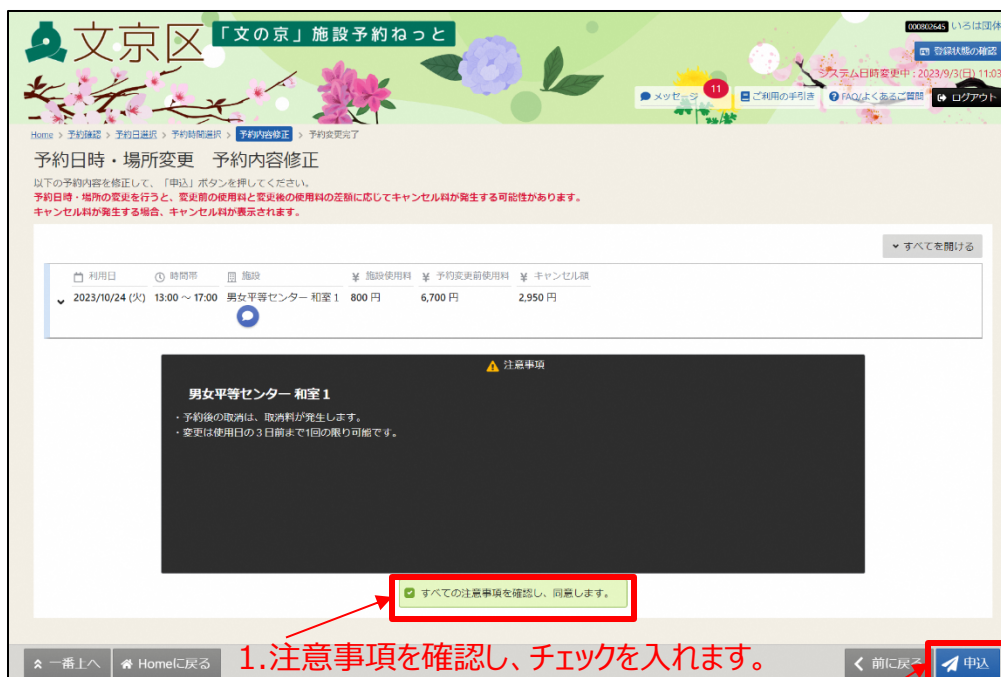 文京区
「文の京」施設予約ねっと
000802645 いろは団体
登録状態の確認
システム日時変更中 : 2023/9/3(日) 11:03
メッセージ 11
ご利用の手引き
FAQ/よくあるご質問
ログアウト
Home > 予約確認 > 予約日選択 > 予約時間選択 > 予約内容修正 > 予約変更完了
予約日時・場所変更 予約内容修正
以下の予約内容を修正して、「申込」ボタンを押してください。
予約日時・場所の変更を行うと、変更前の使用料と変更後の使用料の差額に応じてキャンセル料が発生する可能性があります。
キャンセル料が発生する場合、キャンセル料が表示されます。
すべてを開ける
利用日 時間帯 施設 ¥ 施設使用料 ¥ 予約変更前使用料 ¥ キャンセル額
2023/10/24 (火) 13:00 ～ 17:00 男女平等センター 和室１ 800 円 6,700 円 2,950 円
注意事項
男女平等センター 和室１
・予約後の取消は、取消料が発生します。
・変更は使用日の３日前まで1回の限り可能です。
すべての注意事項を確認し、同意します。
1.注意事項を確認し、チェックを入れます。
一番上へ
Homeに戻る
前に戻る
申込